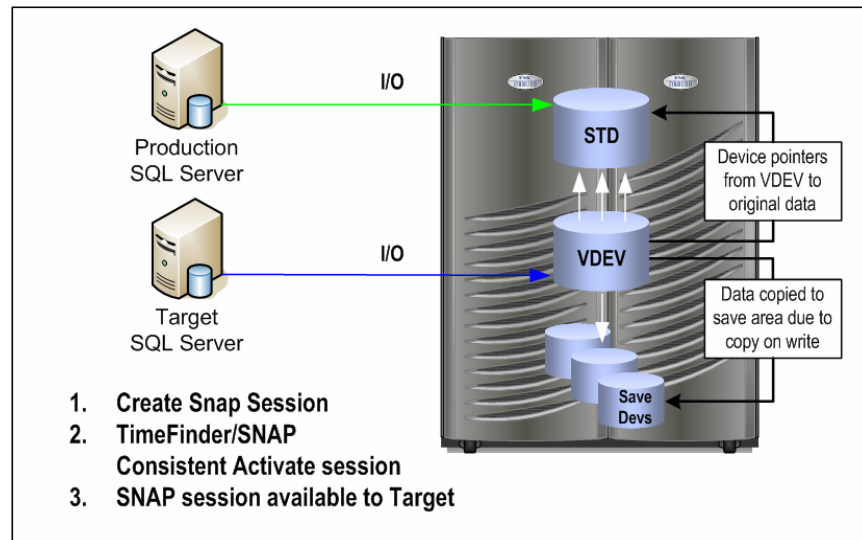 I/O
Production
SQL Server
STD
Device pointers
from VDEV to
original data
I/O
Target
SQL Server
VDEV
Data copied to
save area due to
copy on write
Save
Devs
1. Create Snap Session
2. TimeFinder/SNAP
Consistent Activate session
3. SNAP session available to Target